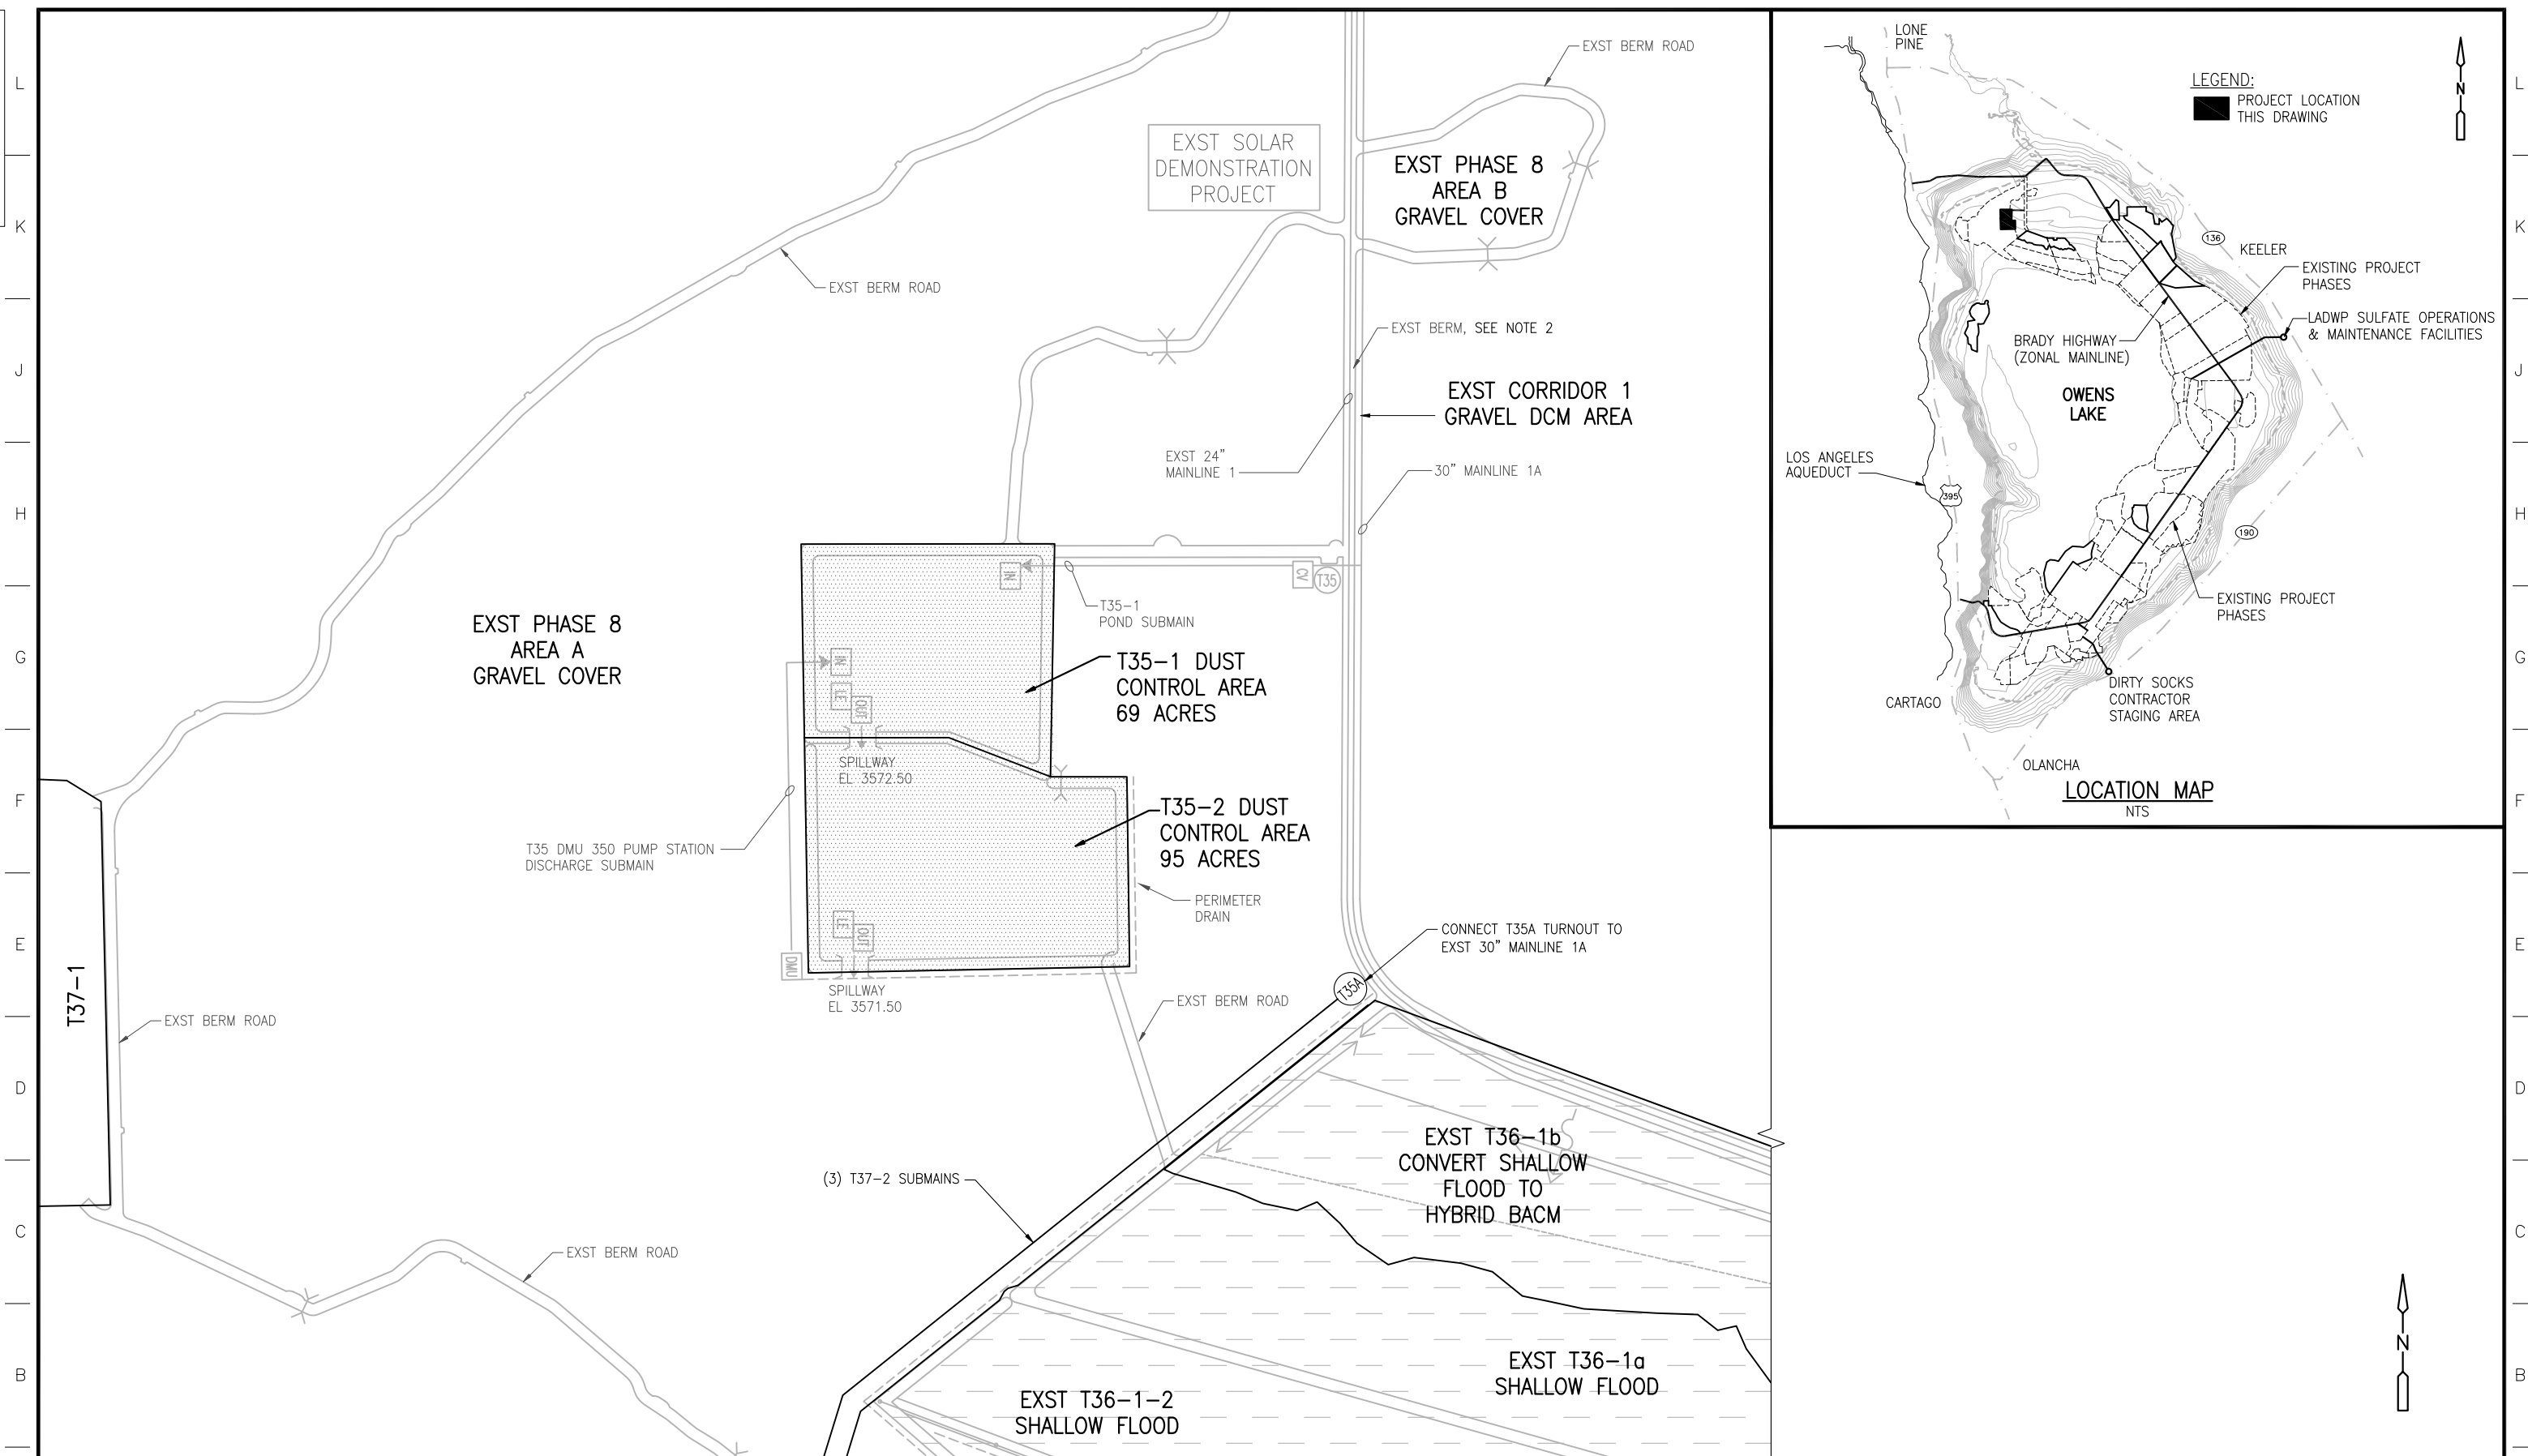 L
K
J
H
G
F
E
D
C
B
EXST BERM ROAD
EXST SOLAR
DEMONSTRATION
PROJECT
EXST PHASE 8
AREA B
GRAVEL COVER
EXST BERM ROAD
EXST BERM, SEE NOTE 2
EXST CORRIDOR 1
GRAVEL DCM AREA
EXST 24"
MAINLINE 1
30" MAINLINE 1A
IN
CV
T35
T35-1
POND SUBMAIN
EXST PHASE 8
AREA A
GRAVEL COVER
IN
LE
OUT
T35-1 DUST
CONTROL AREA
69 ACRES
SPILLWAY
EL 3572.50
T35-2 DUST
CONTROL AREA
95 ACRES
T35 DMU 350 PUMP STATION
DISCHARGE SUBMAIN
PERIMETER
DRAIN
LE
OUT
DMU
SPILLWAY
EL 3571.50
CONNECT T35A TURNOUT TO
EXST 30" MAINLINE 1A
T35A
EXST BERM ROAD
T37-1
EXST BERM ROAD
(3) T37-2 SUBMAINS
EXST T36-1b
CONVERT SHALLOW
FLOOD TO
HYBRID BACM
EXST BERM ROAD
EXST T36-1a
SHALLOW FLOOD
EXST T36-1-2
SHALLOW FLOOD
LONE
PINE
LEGEND:
PROJECT LOCATION
THIS DRAWING
N
136
KEELER
EXISTING PROJECT
PHASES
LADWP SULFATE OPERATIONS
& MAINTENANCE FACILITIES
BRADY HIGHWAY
(ZONAL MAINLINE)
OWENS
LAKE
LOS ANGELES
AQUEDUCT
395
190
EXISTING PROJECT
PHASES
DIRTY SOCKS
CONTRACTOR
STAGING AREA
CARTAGO
OLANCHA
LOCATION MAP
NTS
N
L
K
J
H
G
F
E
D
C
B